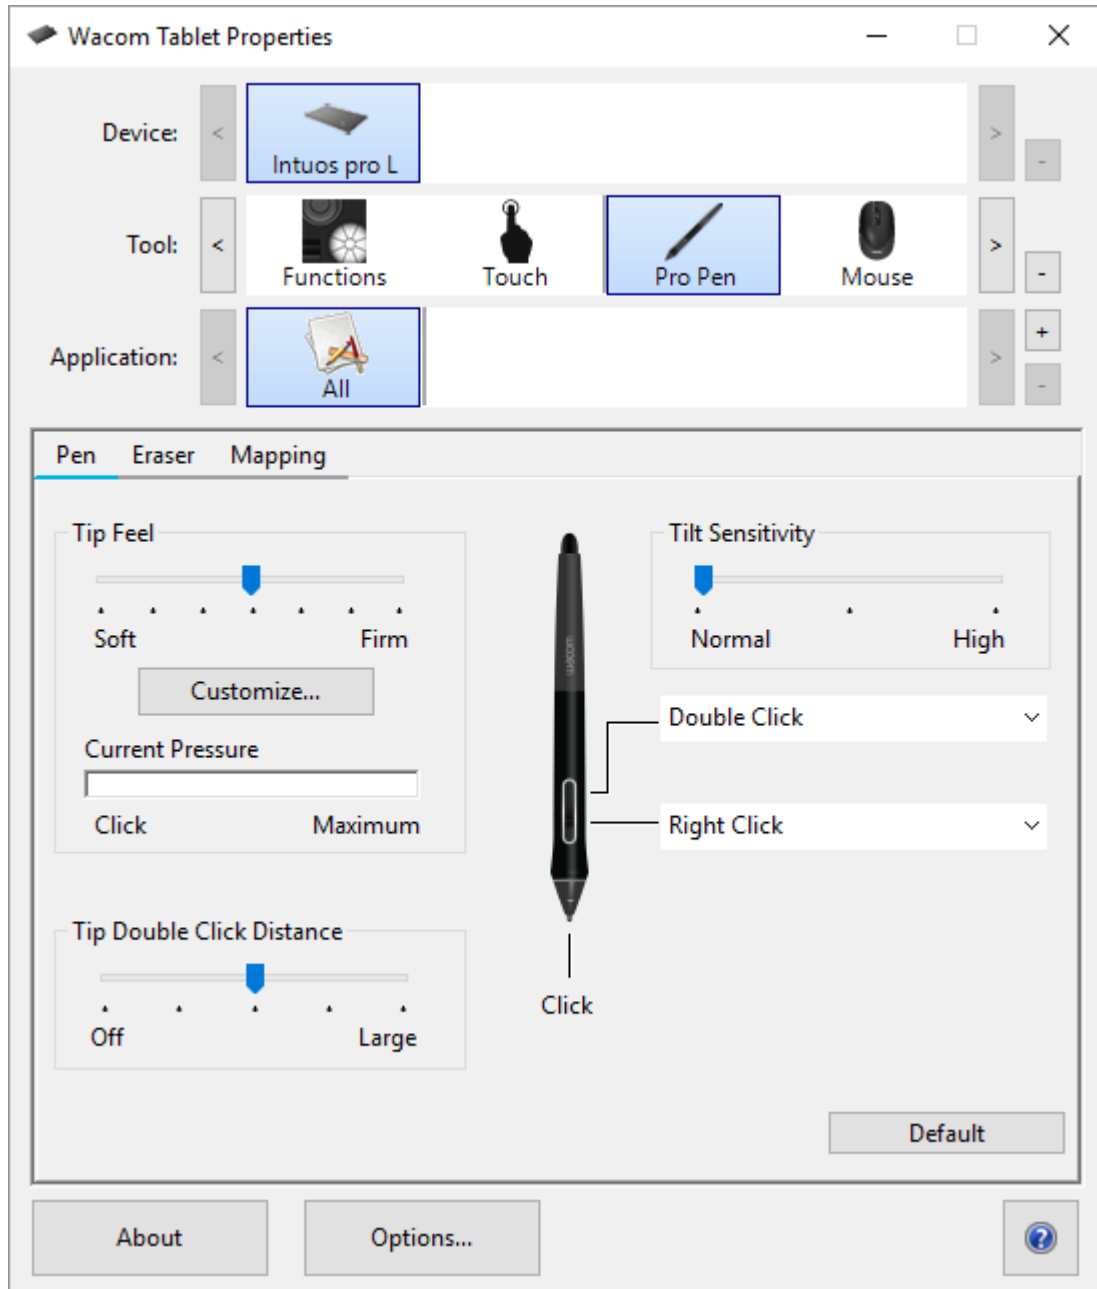 Wacom Tablet Properties
Device:
<
Intuos pro L
>
-
Tool:
<
Functions
Touch
Pro Pen
Mouse
>
-
Application:
<
All
>
+
-
Pen Eraser Mapping
Tip Feel
Soft Firm
Customize...
Current Pressure
Click Maximum
Tip Double Click Distance
Off Large
wacom
Click
Tilt Sensitivity
Normal High
Double Click
Right Click
Default
About
Options...
?